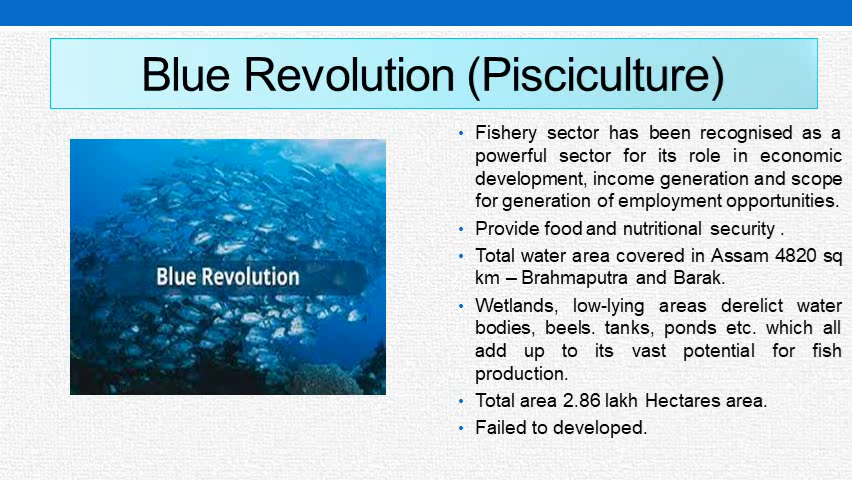 Blue Revolution (Pisciculture)
Blue Revolution
• Fishery sector has been recognised as a
powerful sector for its role in economic
development, income generation and scope
for generation of employment opportunities.
• Provide food and nutritional security .
• Total water area covered in Assam 4820 sq
km – Brahmaputra and Barak.
• Wetlands, low-lying areas derelict water
bodies, beels. tanks, ponds etc. which all
add up to its vast potential for fish
production.
• Total area 2.86 lakh Hectares area.
• Failed to developed.